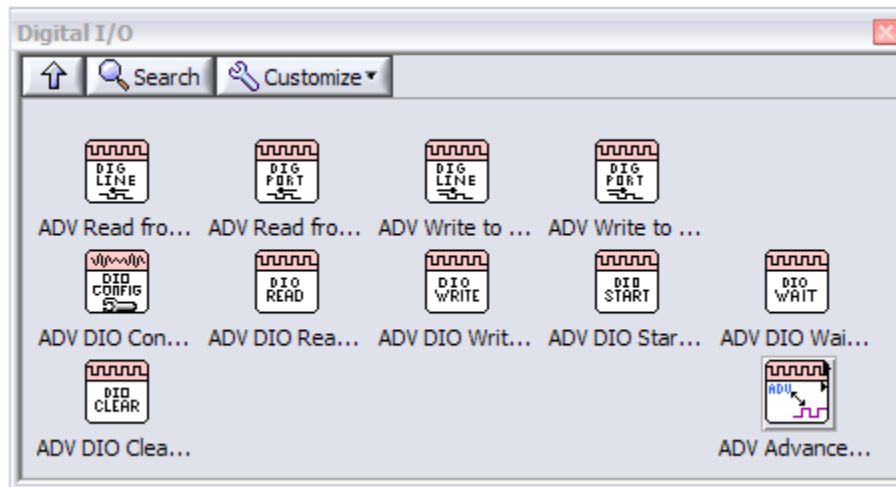 Digital I/O
Search Customize
DIG LINE DIG PORT DIG LINE DIG PORT
ADV Read fro... ADV Read fro... ADV Write to ... ADV Write to ...
DIO CONFIG DIO READ DIO WRITE DIO START DIO WAIT
ADV DIO Con... ADV DIO Rea... ADV DIO Writ... ADV DIO Star... ADV DIO Wai...
DIO CLEAR ADV
ADV DIO Clea... ADV Advance...